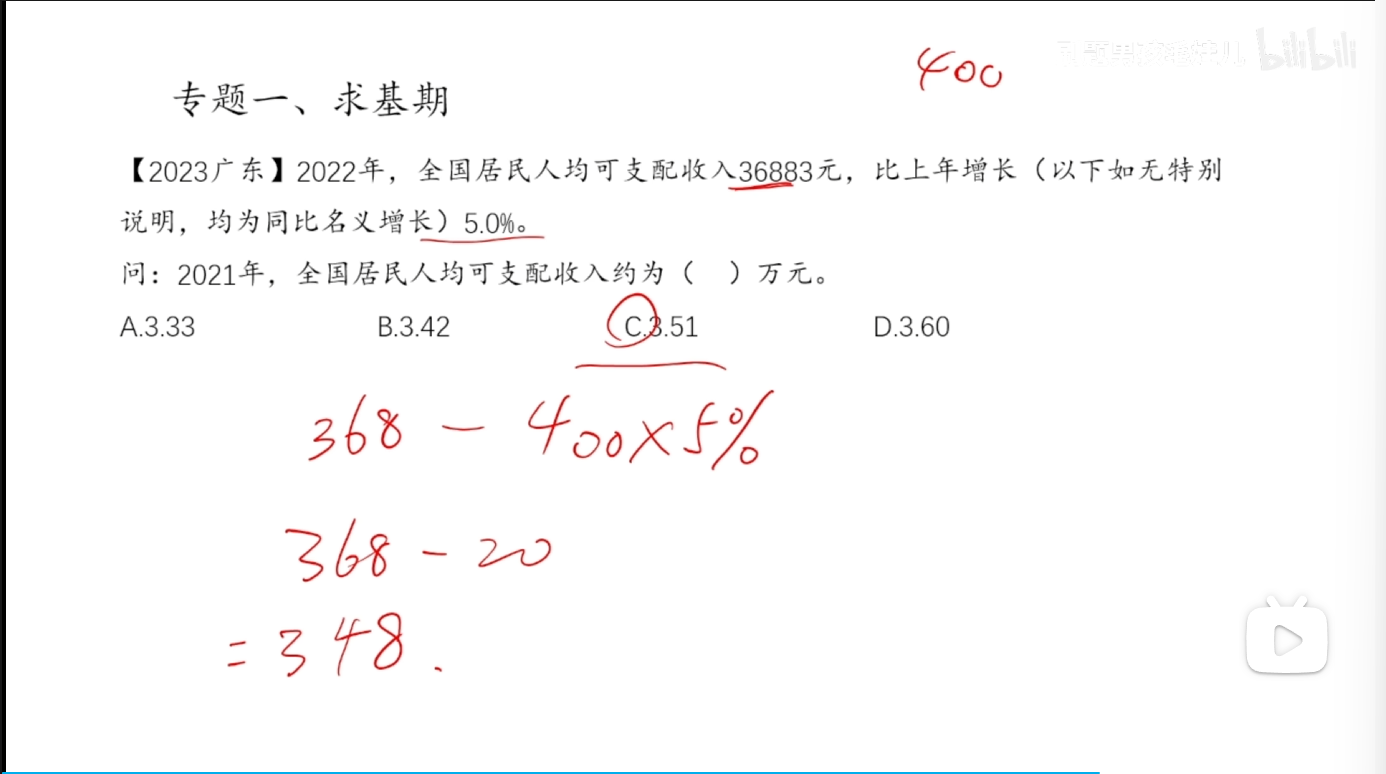 400
bilibili
专题一、求基期
【2023广东】2022年，全国居民人均可支配收入36883元，比上年增长（以下如无特别
说明，均为同比名义增长）5.0%。
问：2021年，全国居民人均可支配收入约为（ ）万元。
A.3.33 B.3.42 C.3.51 D.3.60
368 - 400×5%
368 - 20
= 348.